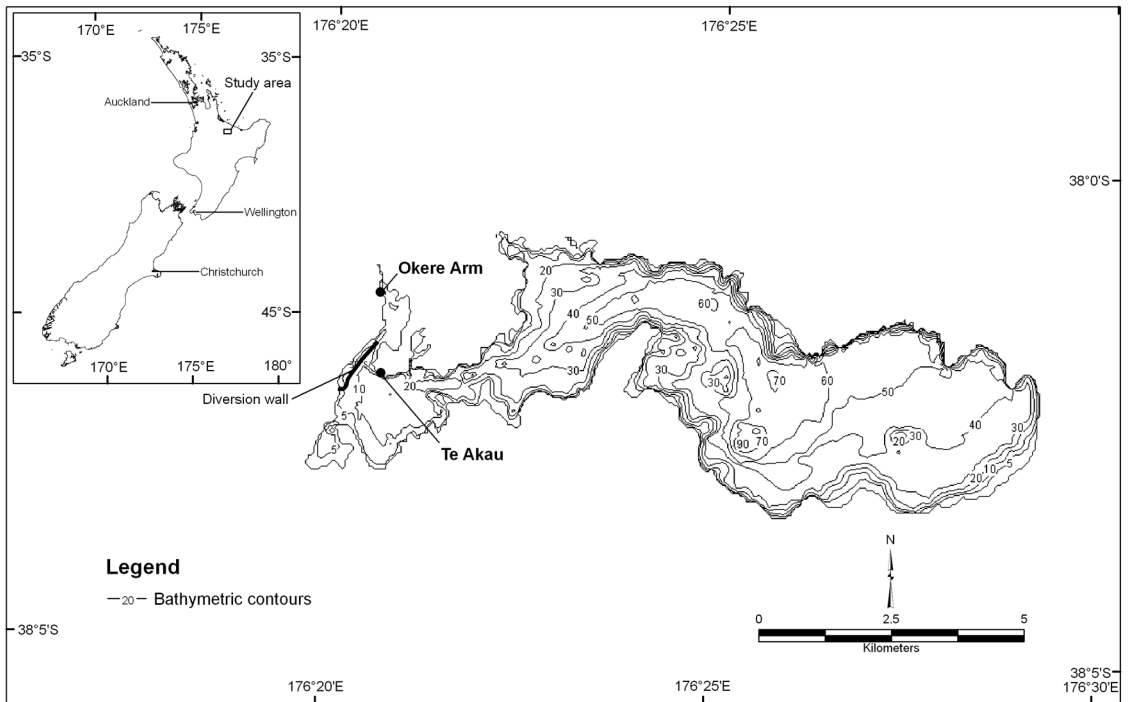 170°E
175°E
35°S
35°S
Study area
Auckland
Wellington
Christchurch
45°S
170°E
175°E
180°
176°20'E
176°25'E
38°0'S
Okere Arm
20
30
40
50
60
30
30
30
70
60
50
40
20
10
5
5
90
70
20
30
30
20
10
5
Diversion wall
Te Akau
Legend
20 Bathymetric contours
N
0 2.5 5
Kilometers
38°5'S
38°5'S
176°20'E
176°25'E
176°30'E